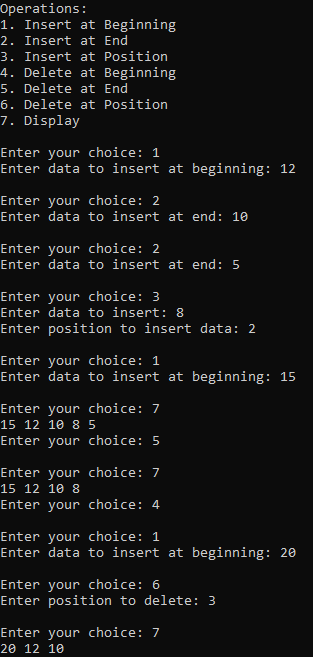 Operations:
1. Insert at Beginning
2. Insert at End
3. Insert at Position
4. Delete at Beginning
5. Delete at End
6. Delete at Position
7. Display
Enter your choice: 1
Enter data to insert at beginning: 12
Enter your choice: 2
Enter data to insert at end: 10
Enter your choice: 2
Enter data to insert at end: 5
Enter your choice: 3
Enter data to insert: 8
Enter position to insert data: 2
Enter your choice: 1
Enter data to insert at beginning: 15
Enter your choice: 7
15 12 10 8 5
Enter your choice: 5
Enter your choice: 7
15 12 10 8
Enter your choice: 4
Enter your choice: 1
Enter data to insert at beginning: 20
Enter your choice: 6
Enter position to delete: 3
Enter your choice: 7
20 12 10